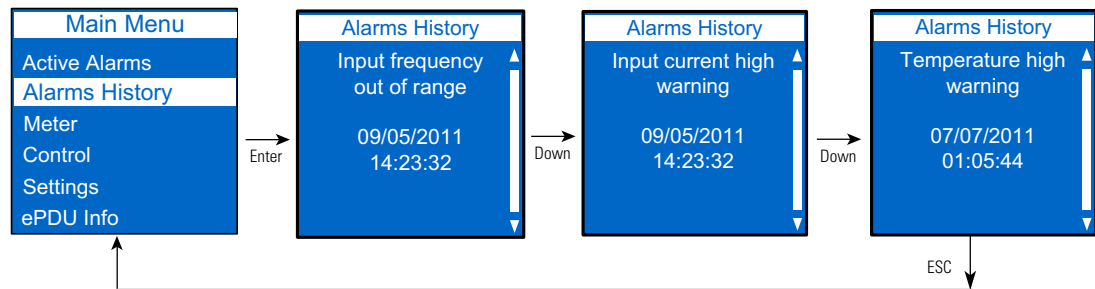 Main Menu
Active Alarms
Alarms History
Meter
Control
Settings
ePDU Info
Enter
Alarms History
Input frequency
out of range
09/05/2011
14:23:32
Down
Alarms History
Input current high
warning
09/05/2011
14:23:32
Down
Alarms History
Temperature high
warning
07/07/2011
01:05:44
ESC